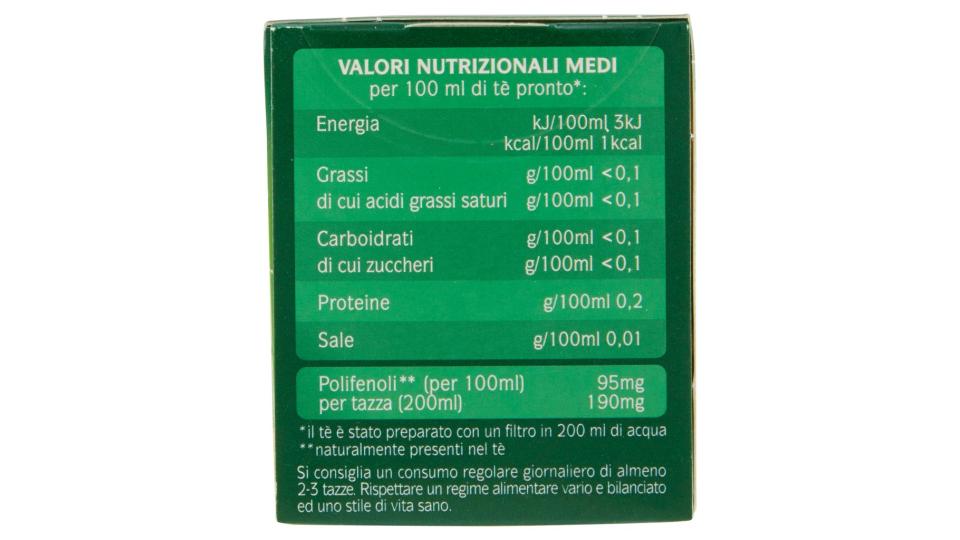 VALORI NUTRIZIONALI MEDI
per 100 ml di tè pronto*:
Energia kJ/100ml 3kJ
kcal/100ml 1kcal
Grassi g/100ml <0,1
di cui acidi grassi saturi g/100ml <0,1
Carboidrati g/100ml <0,1
di cui zuccheri g/100ml <0,1
Proteine g/100ml 0,2
Sale g/100ml 0,01
Polifenoli** (per 100ml) 95mg
per tazza (200ml) 190mg
*il tè è stato preparato con un filtro in 200 ml di acqua
**naturalmente presenti nel tè
Si consiglia un consumo regolare giornaliero di almeno
2-3 tazze. Rispettare un regime alimentare vario e bilanciato
ed uno stile di vita sano.